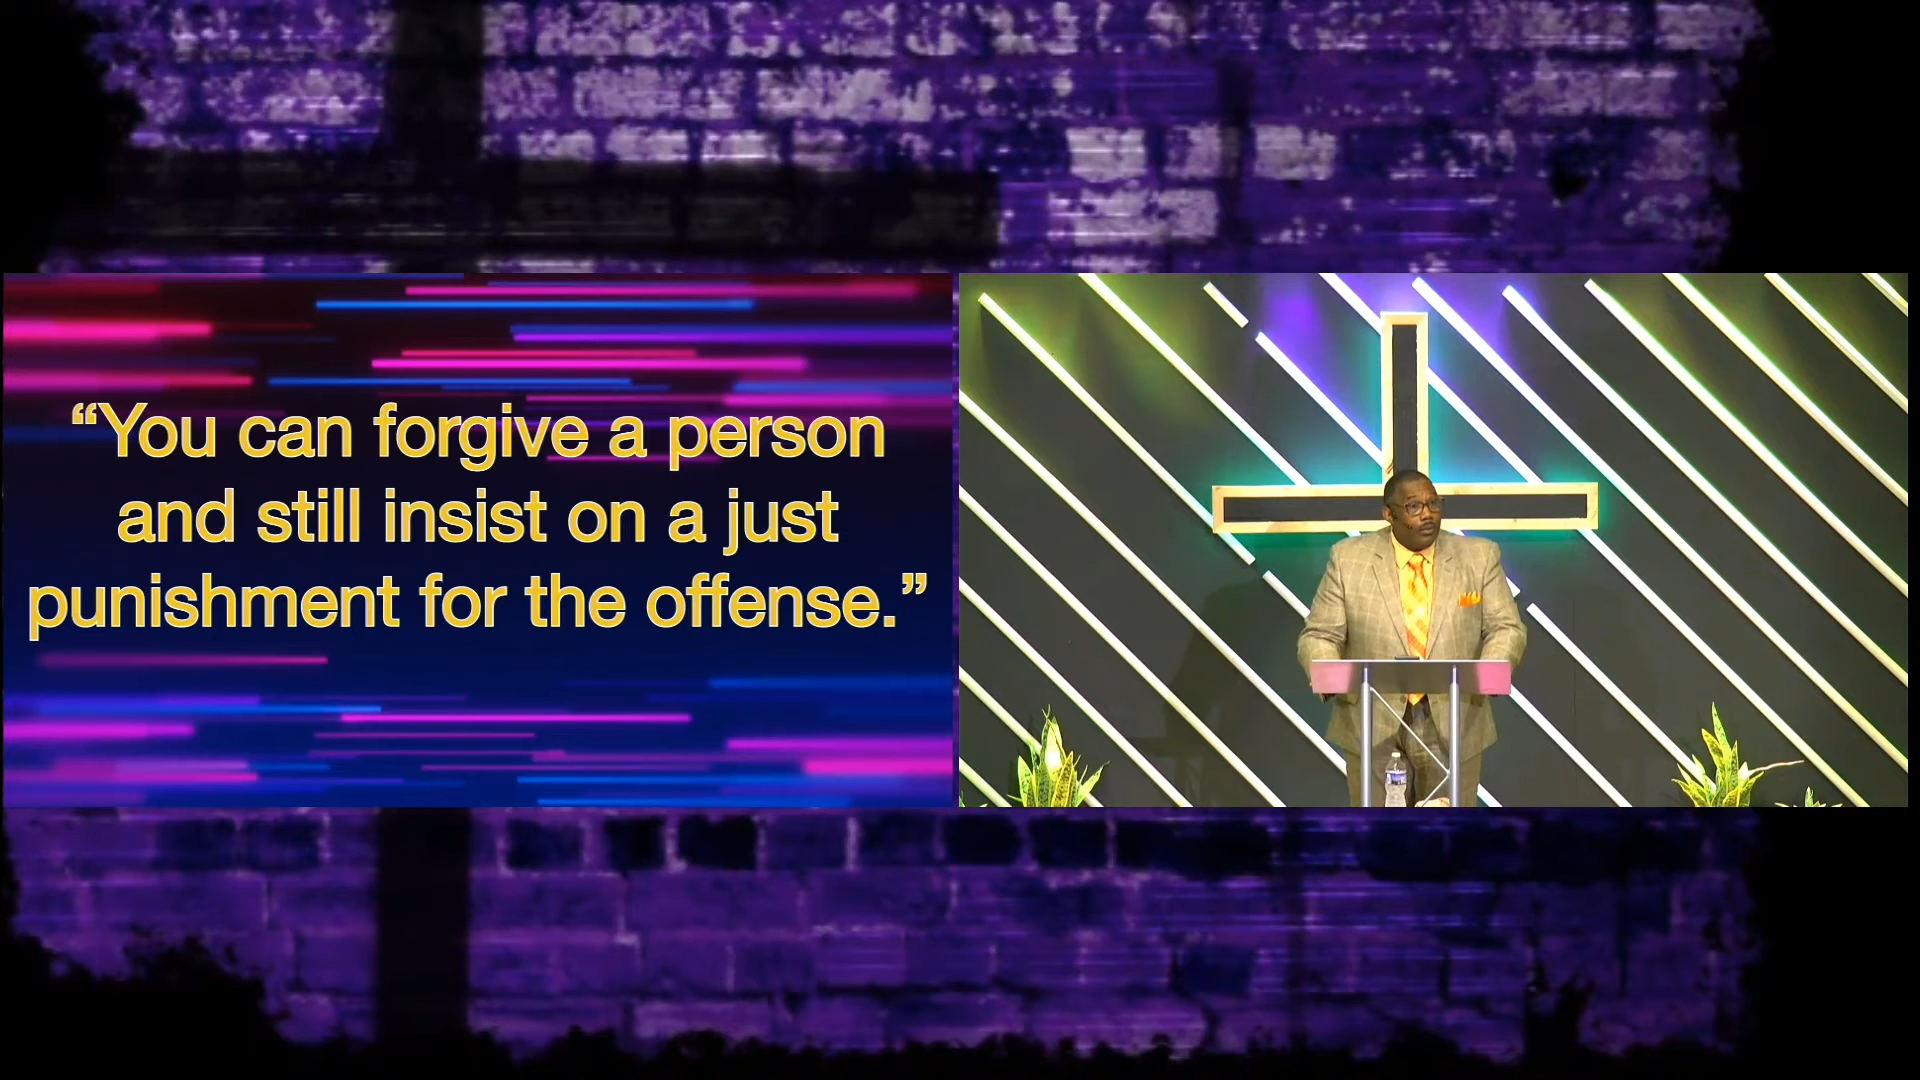 “You can forgive a person
and still insist on a just
punishment for the offense.”